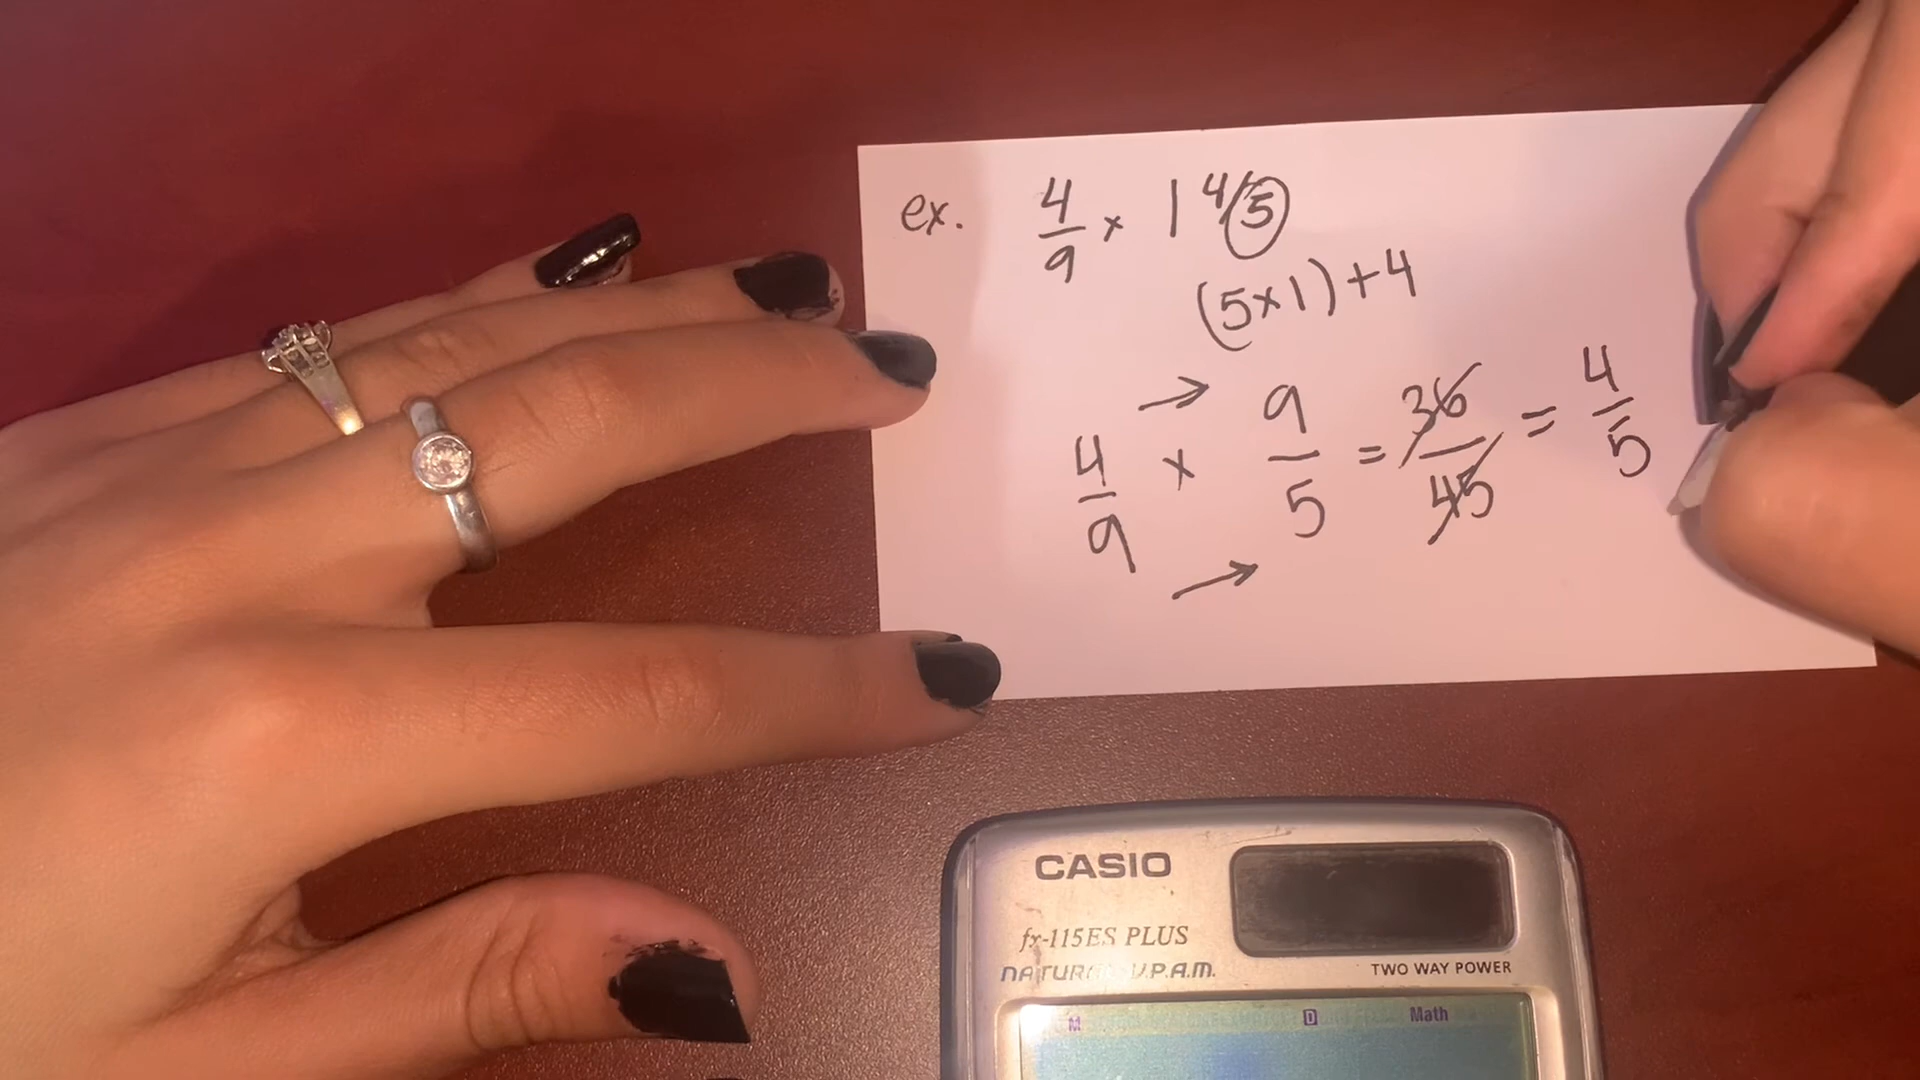 ex. 4/9 × 1 4/5
(5×1)+4
→
4/9 × 9/5 = 36/45 = 4/5
→
CASIO
fx-115ES PLUS
NATURAL-V.P.A.M.
TWO WAY POWER
M D Math